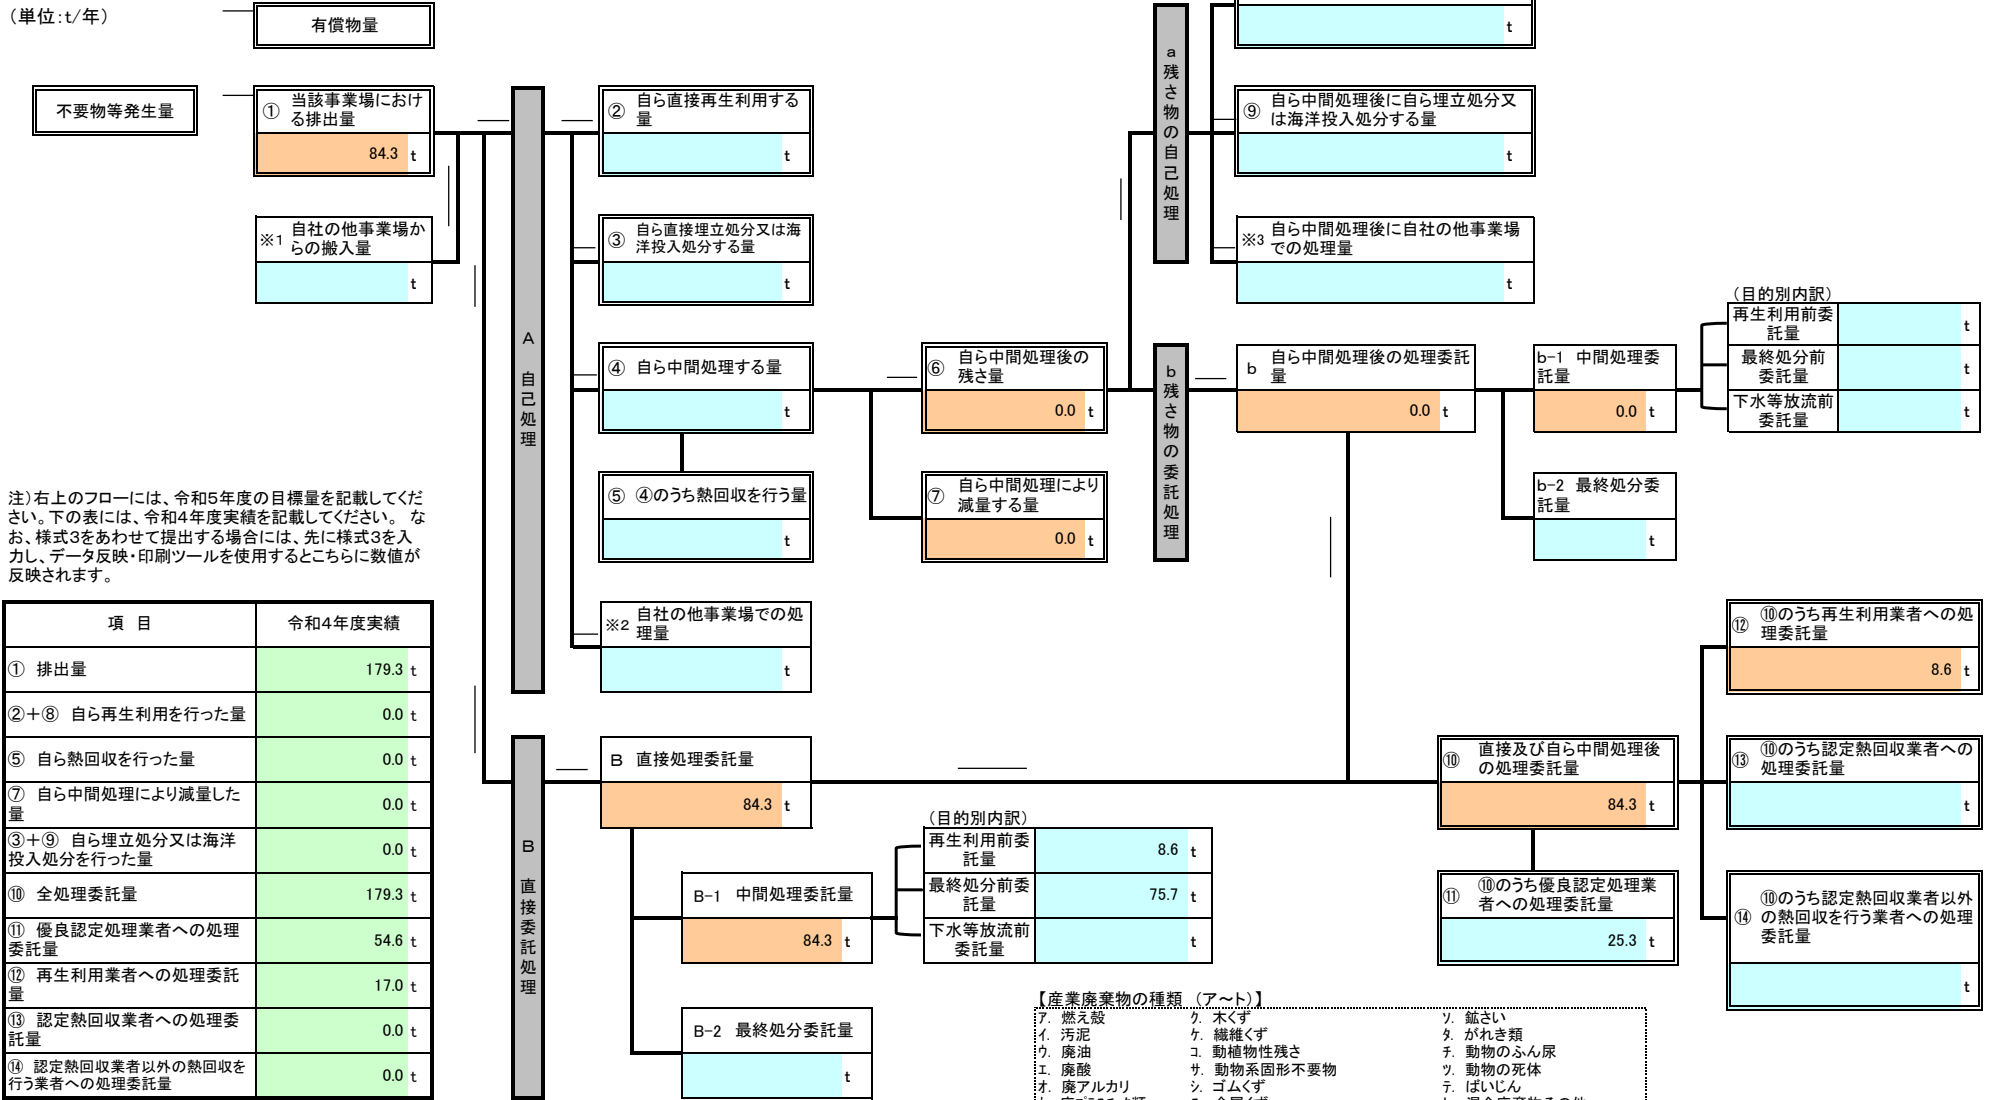 (単位:t/年)
有償物量
t
不要物等発生量
① 当該事業場におけ
る排出量
84.3 t
② 自ら直接再生利用する
量
t
⑨ 自ら中間処理後に自ら埋立処分又
は海洋投入処分する量
t
a
残さ物の自己処理
※1 自社の他事業場か
らの搬入量
t
③ 自ら直接埋立処分又は海
洋投入処分する量
t
※3 自ら中間処理後に自社の他事業場
での処理量
t
A
自己処理
④ 自ら中間処理する量
t
⑥ 自ら中間処理後の
残さ量
0.0 t
b
残さ物の委託処理
b 自ら中間処理後の処理委託
量
0.0 t
b-1 中間処理委
託量
0.0 t
(目的別内訳)
再生利用前委
託量
t
最終処分前
委託量
t
下水等放流前
委託量
t
⑤ ④のうち熱回収を行う量
t
⑦ 自ら中間処理により
減量する量
0.0 t
b-2 最終処分委
託量
t
注)右上のフローには、令和5年度の目標量を記載してくだ
さい。下の表には、令和4年度実績を記載してください。 な
お、様式3をあわせて提出する場合には、先に様式3を入
力し、データ反映・印刷ツールを使用するとこちらに数値が
反映されます。
※2 自社の他事業場での処
理量
t
項 目 令和4年度実績
① 排出量 179.3 t
②+⑧ 自ら再生利用を行った量 0.0 t
⑤ 自ら熱回収を行った量 0.0 t
⑦ 自ら中間処理により減量した
量 0.0 t
③+⑨ 自ら埋立処分又は海洋
投入処分を行った量 0.0 t
⑩ 全処理委託量 179.3 t
⑪ 優良認定処理業者への処理
委託量 54.6 t
⑫ 再生利用業者への処理委託
量 17.0 t
⑬ 認定熱回収業者への処理委
託量 0.0 t
⑭ 認定熱回収業者以外の熱回収を
行う業者への処理委託量 0.0 t
B
直接委託処理
B 直接処理委託量
84.3 t
B-1 中間処理委託量
84.3 t
(目的別内訳)
再生利用前委
託量
8.6 t
最終処分前委
託量
75.7 t
下水等放流前
委託量
t
B-2 最終処分委託量
t
⑩ 直接及び自ら中間処理後
の処理委託量
84.3 t
⑪ ⑩のうち優良認定処理業
者への処理委託量
25.3 t
⑫ ⑩のうち再生利用業者への処
理委託量
8.6 t
⑬ ⑩のうち認定熱回収業者への
処理委託量
t
⑭ ⑩のうち認定熱回収業者以外
の熱回収を行う業者への処理
委託量
t
【産業廃棄物の種類 (ア~ト)】
ア. 燃え殻 ク. 木くず ソ. 鉱さい
イ. 汚泥 ケ. 繊維くず タ. がれき類
ウ. 廃油 コ. 動植物性残さ チ. 動物のふん尿
エ. 廃酸 サ. 動物系固形不要物 ツ. 動物の死体
オ. 廃アルカリ シ. ゴムくず テ. ばいじん